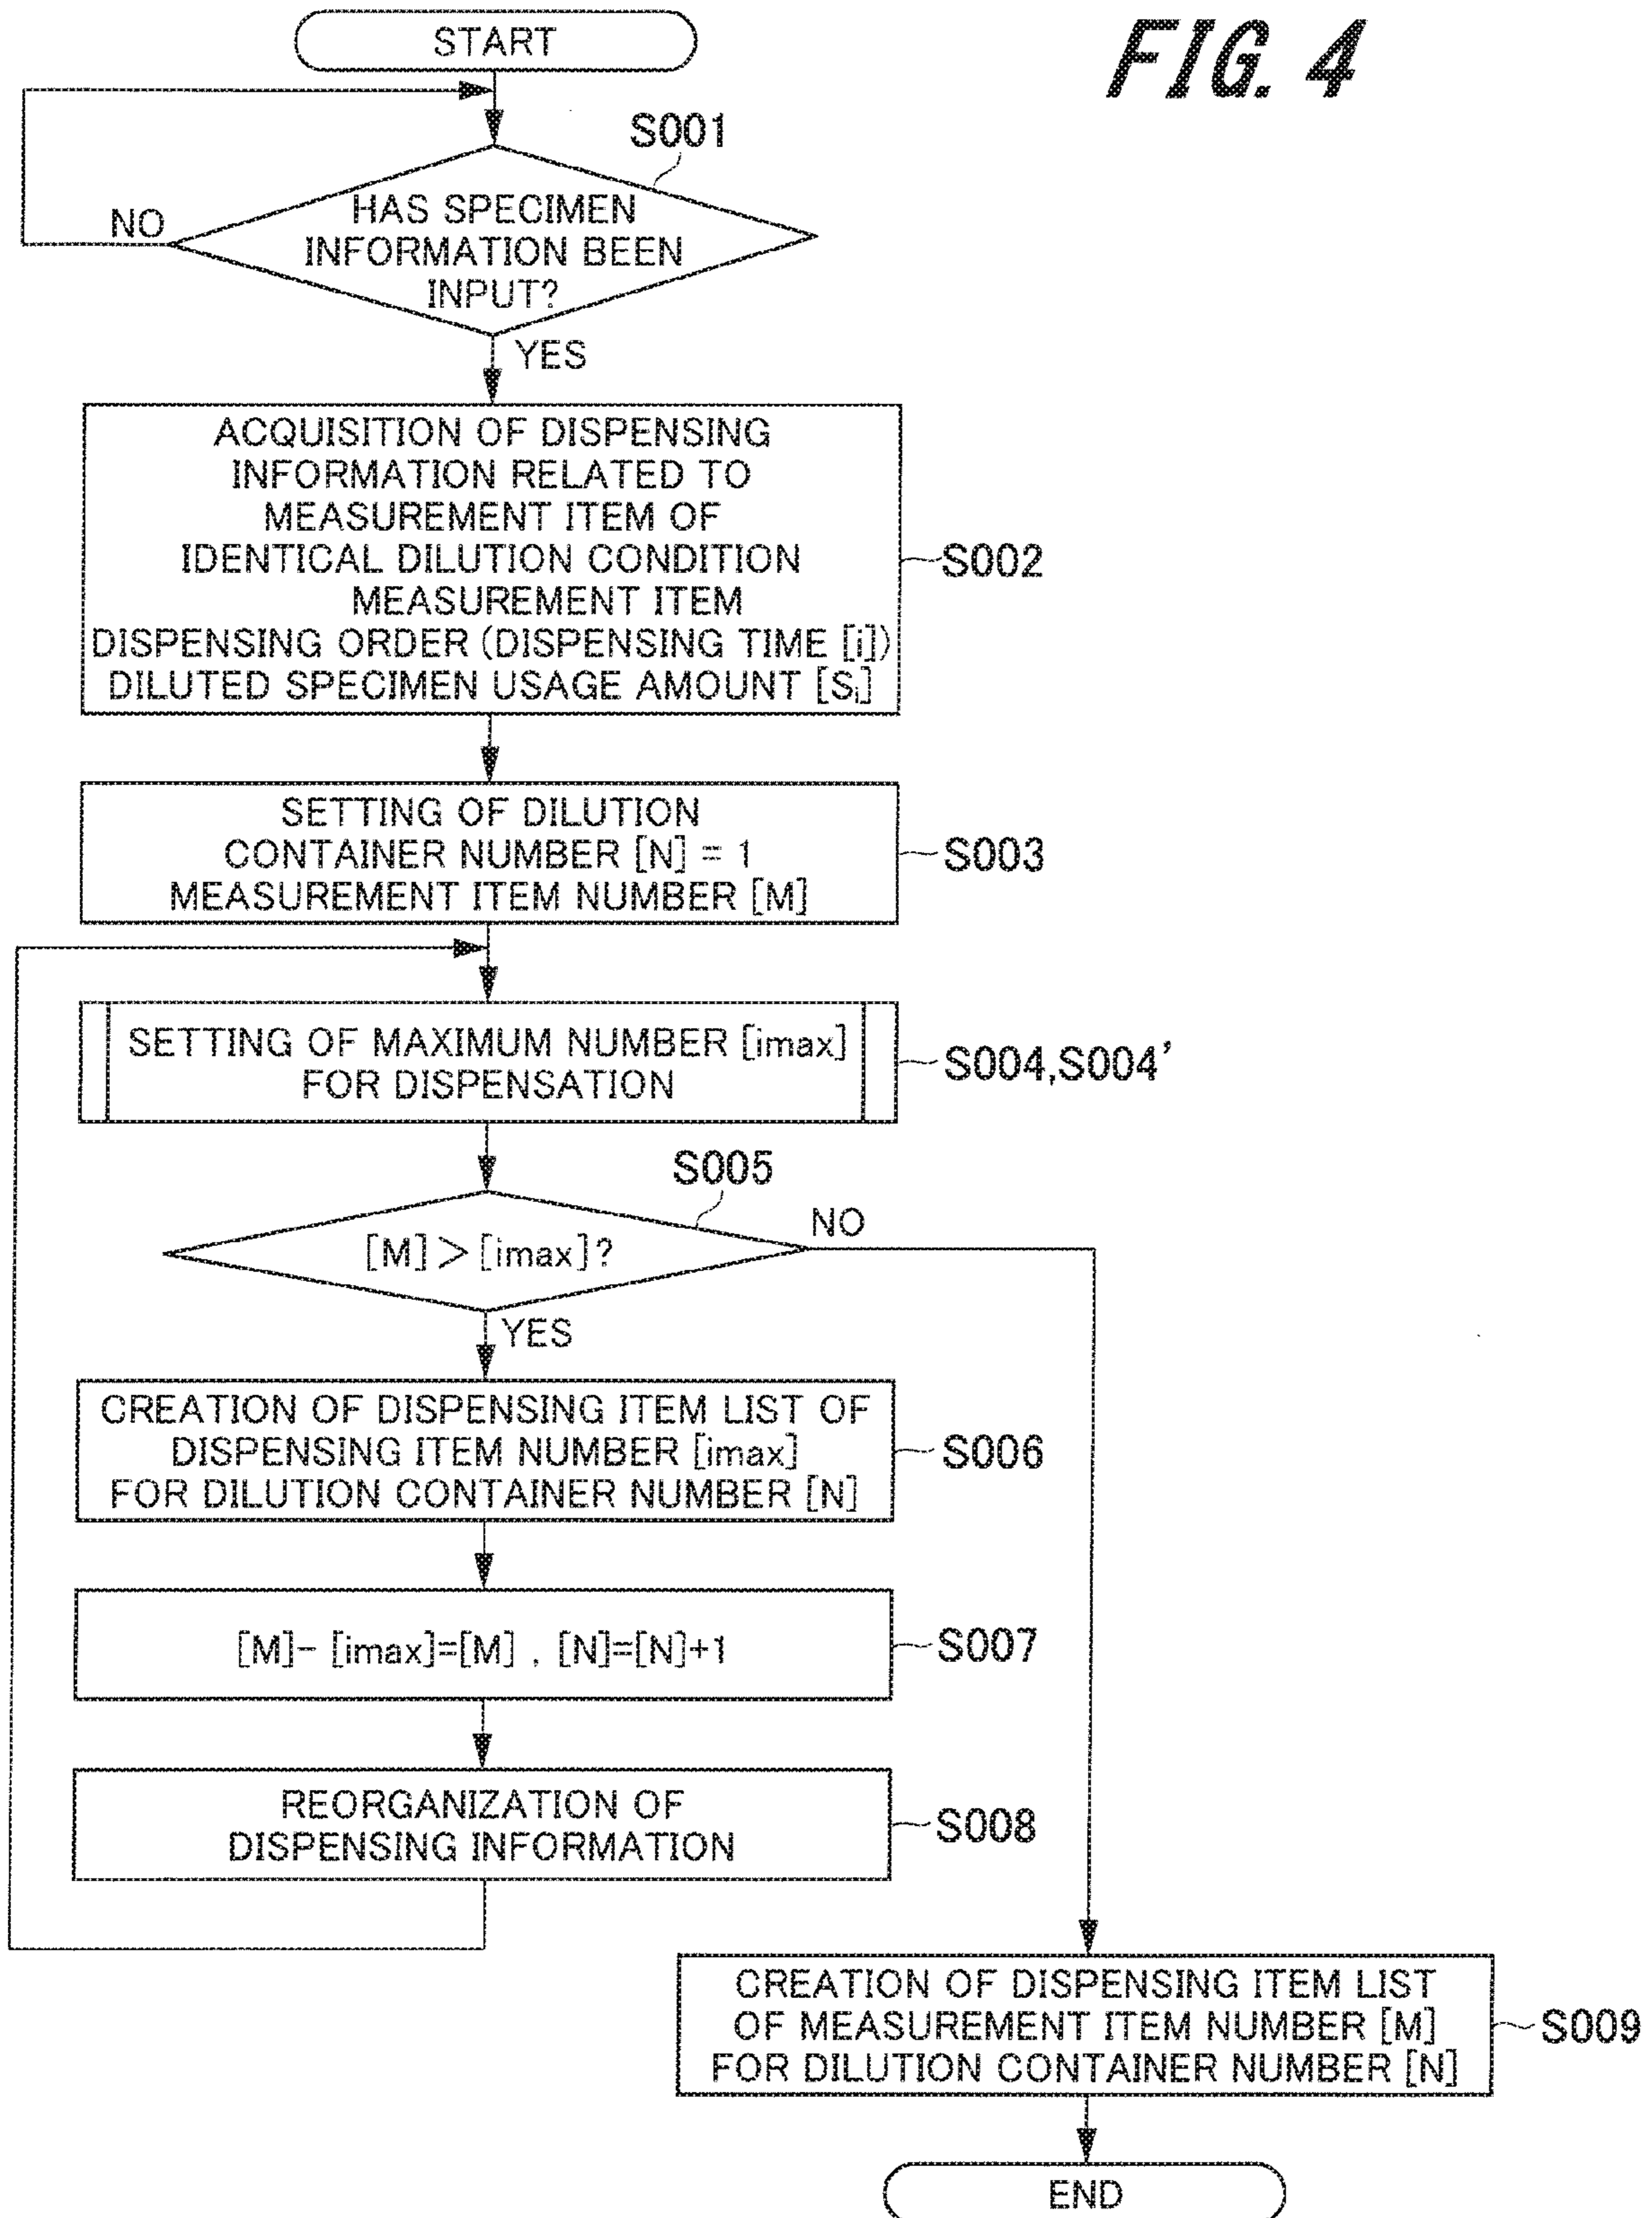 FIG. 4
START
S001
HAS SPECIMEN
INFORMATION BEEN
INPUT?
NO
YES
ACQUISITION OF DISPENSING
INFORMATION RELATED TO
MEASUREMENT ITEM OF
IDENTICAL DILUTION CONDITION
MEASUREMENT ITEM
DISPENSING ORDER (DISPENSING TIME [i])
DILUTED SPECIMEN USAGE AMOUNT [Si]
S002
SETTING OF DILUTION
CONTAINER NUMBER [N] = 1
MEASUREMENT ITEM NUMBER [M]
S003
SETTING OF MAXIMUM NUMBER [imax]
FOR DISPENSATION
S004,S004'
S005
[M] > [imax]?
NO
YES
CREATION OF DISPENSING ITEM LIST OF
DISPENSING ITEM NUMBER [imax]
FOR DILUTION CONTAINER NUMBER [N]
S006
[M]- [imax]=[M] , [N]=[N]+1
S007
REORGANIZATION OF
DISPENSING INFORMATION
S008
CREATION OF DISPENSING ITEM LIST
OF MEASUREMENT ITEM NUMBER [M]
FOR DILUTION CONTAINER NUMBER [N]
S009
END